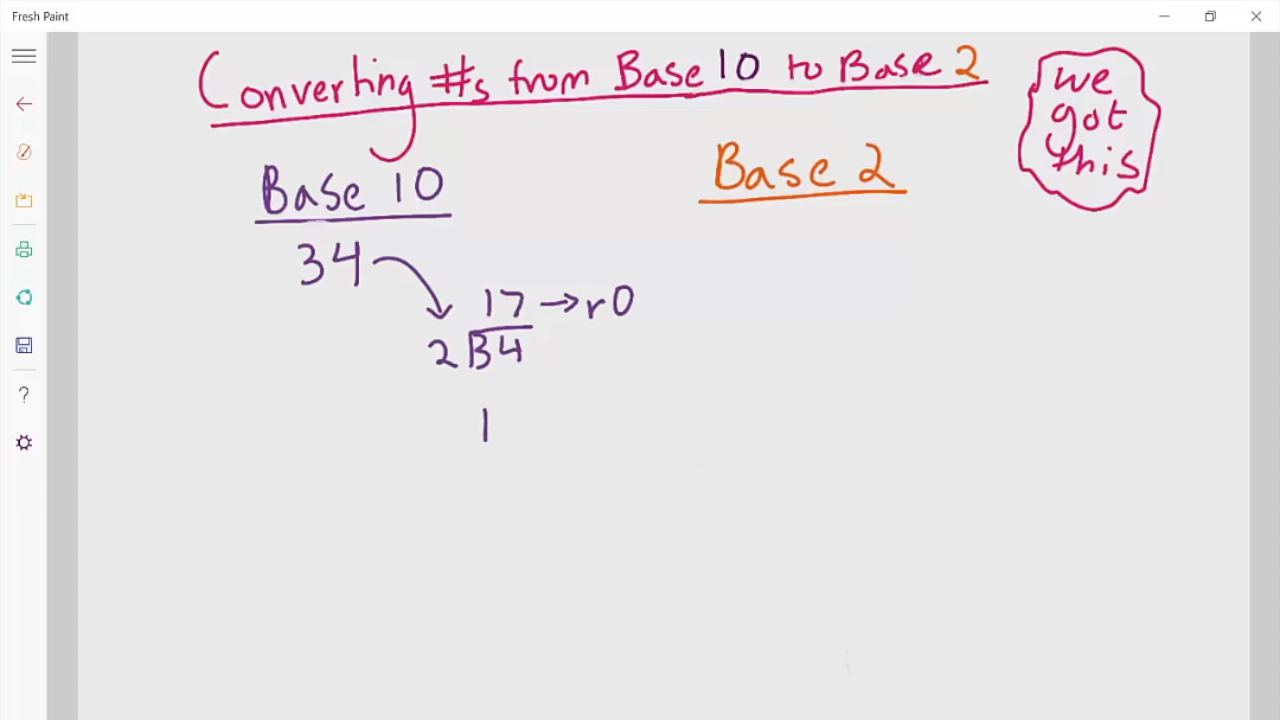 Fresh Paint
Converting #s from Base 10 to Base 2
we
got
this
Base 10
Base 2
34
17 → r0
2 34
1
?